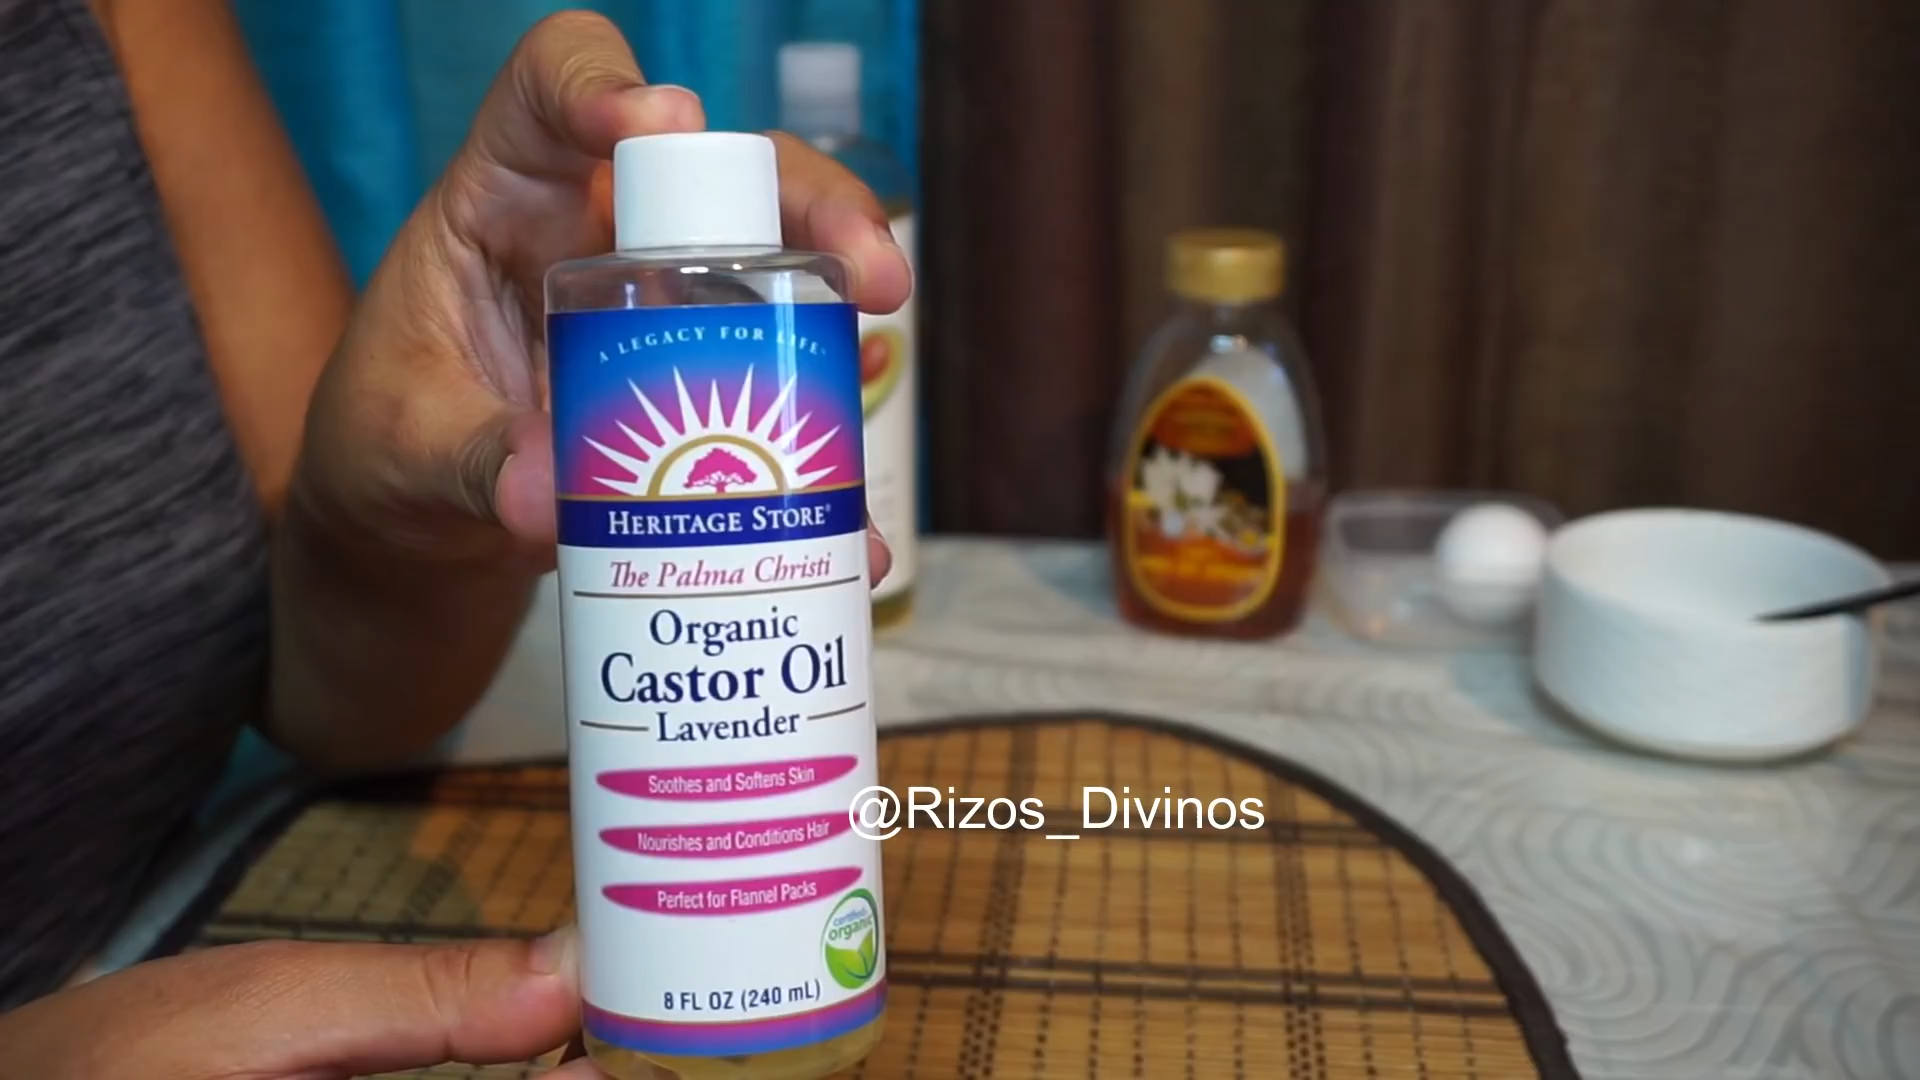 A LEGACY FOR LIFE
HERITAGE STORE®
The Palma Christi
Organic
Castor Oil
Lavender
Soothes and Softens Skin
Nourishes and Conditions Hair
Perfect for Flannel Packs
certified
organic
8 FL OZ (240 mL)
@Rizos_Divinos